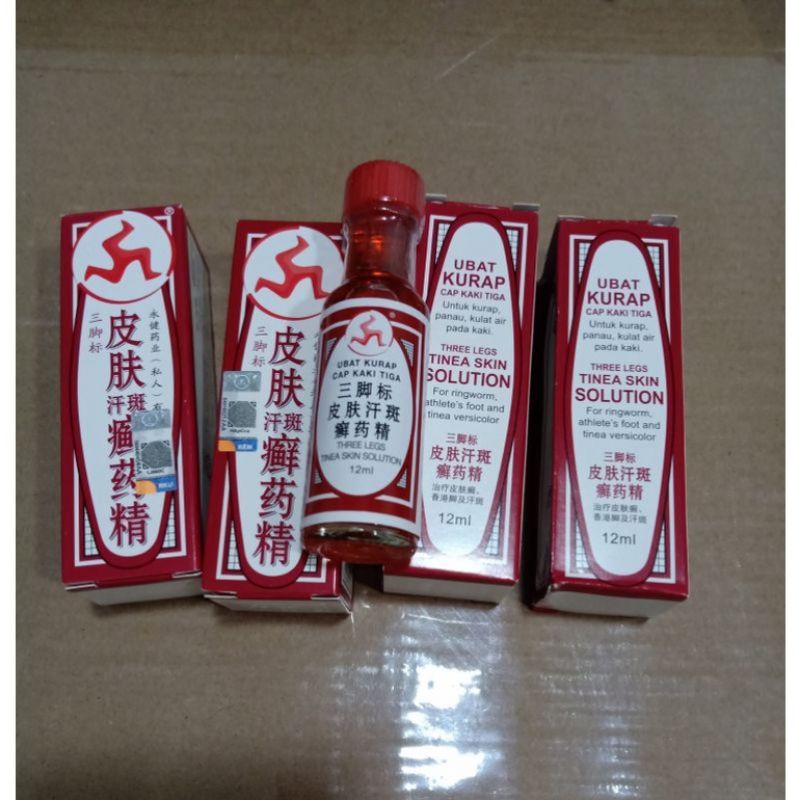 ®
皮肤汗斑癣药精
三脚标
永健药业（私人）有
皮肤汗斑癣药精
三脚标
®
UBAT KURAP
CAP KAKI TIGA
三脚标
皮肤汗斑
癣药精
THREE LEGS
TINEA SKIN SOLUTION
12ml
UBAT
KURAP
CAP KAKI TIGA
Untuk kurap,
panau, kulat air
pada kaki.
THREE LEGS
TINEA SKIN
SOLUTION
For ringworm,
athlete's foot and
tinea versicolor
三脚标
皮肤汗斑
癣药精
治疗皮肤癣、
香港脚及汗斑
12ml
UBAT
KURAP
CAP KAKI TIGA
Untuk kurap,
panau, kulat air
pada kaki.
THREE LEGS
TINEA SKIN
SOLUTION
For ringworm,
athlete's foot and
tinea versicolor
三脚标
皮肤汗斑
癣药精
治疗皮肤癣、
香港脚及汗斑
12ml